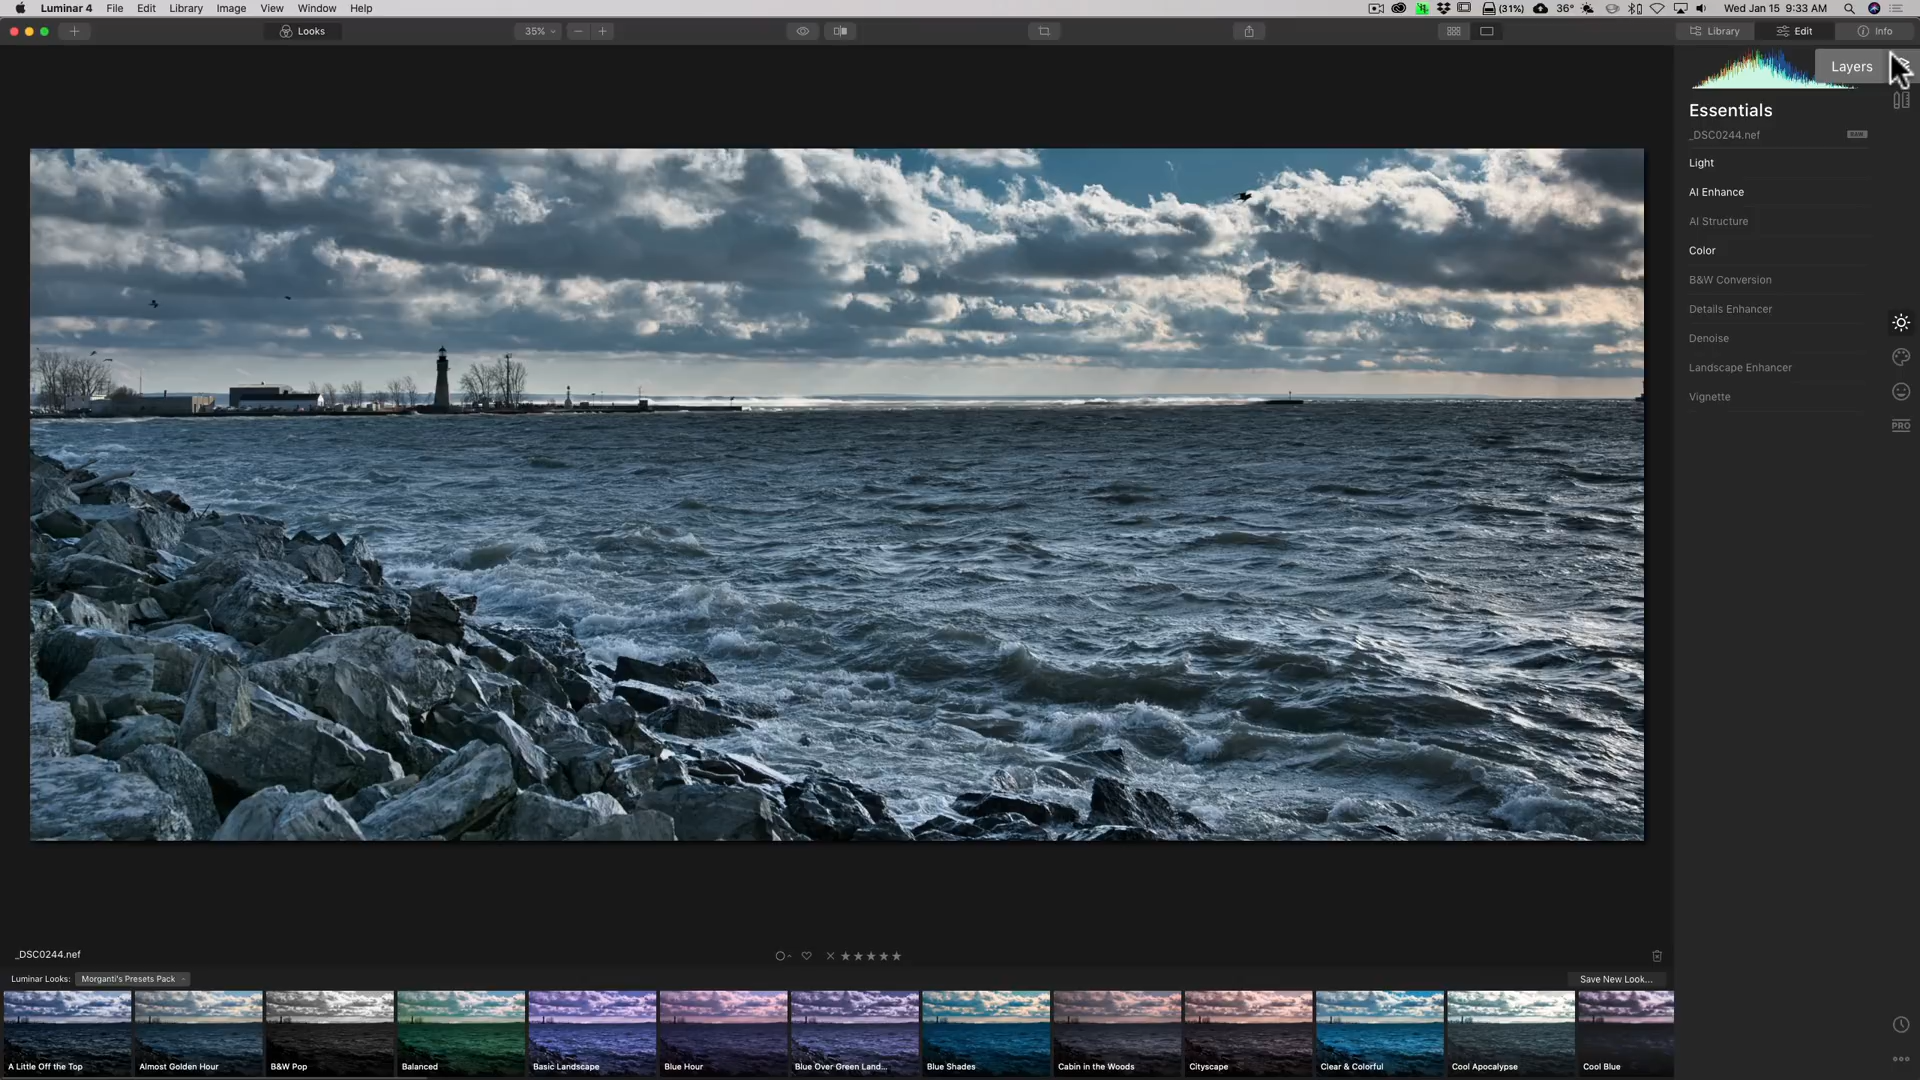 Luminar 4 File Edit Library Image View Window Help
(31%) 36° Wed Jan 15 9:33 AM
Looks 35% Library Edit Info
Layers
Essentials
_DSC0244.nef RAW
Light
AI Enhance
AI Structure
Color
B&W Conversion
Details Enhancer
Denoise
Landscape Enhancer
Vignette
PRO
_DSC0244.nef
Luminar Looks: Morganti's Presets Pack Save New Look...
A Little Off the Top Almost Golden Hour B&W Pop Balanced Basic Landscape Blue Hour Blue Over Green Land... Blue Shades Cabin in the Woods Cityscape Clear & Colorful Cool Apocalypse Cool Blue